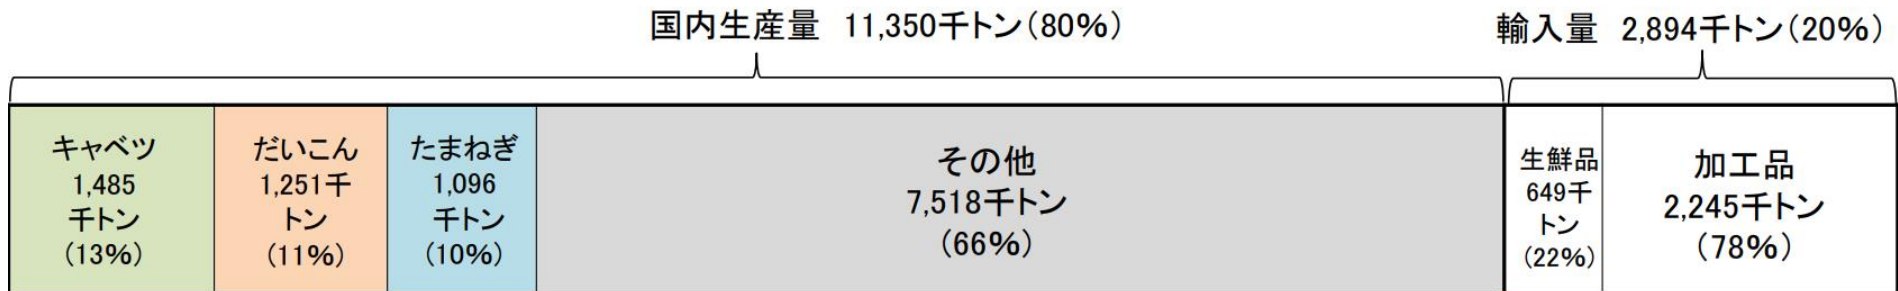 国内生産量 11,350千トン(80%)
輸入量 2,894千トン(20%)
キャベツ
1,485
千トン
(13%)
だいこん
1,251千
トン
(11%)
たまねぎ
1,096
千トン
(10%)
その他
7,518千トン
(66%)
生鮮品
649千
トン
(22%)
加工品
2,245千トン
(78%)